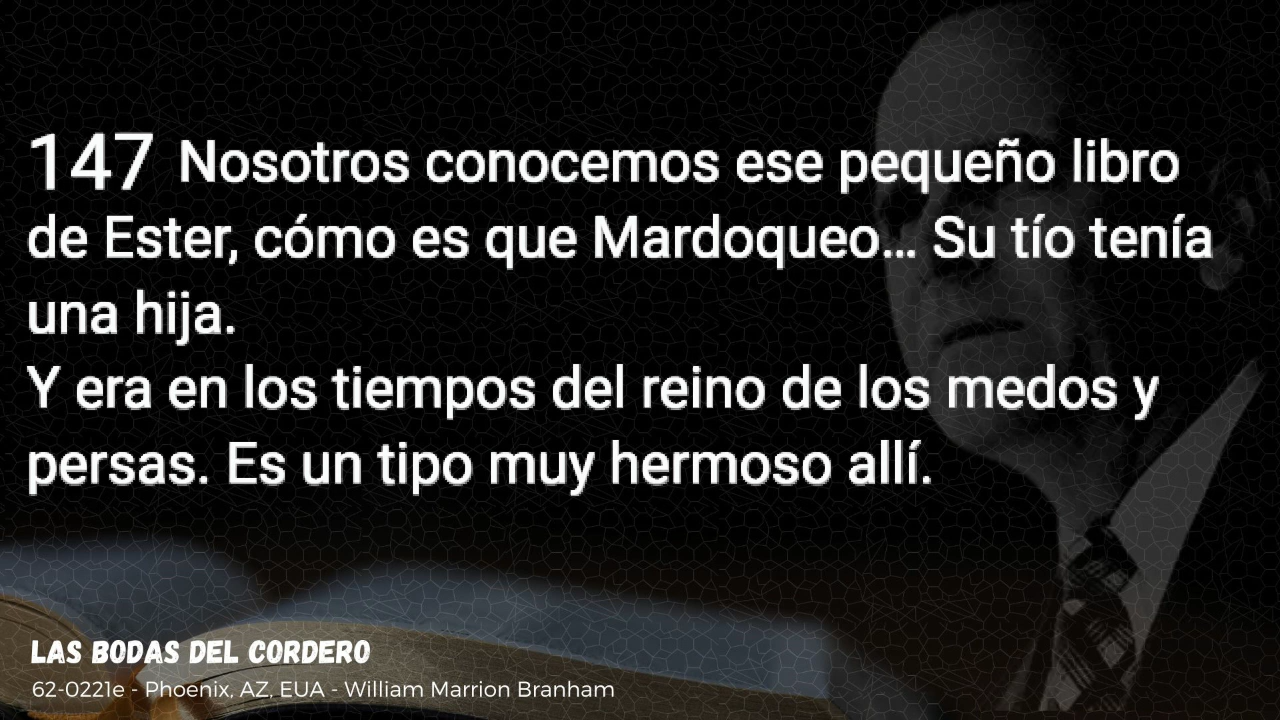 147 Nosotros conocemos ese pequeño libro
de Ester, cómo es que Mardoqueo... Su tío tenía
una hija.
Y era en los tiempos del reino de los medos y
persas. Es un tipo muy hermoso allí.
LAS BODAS DEL CORDERO
62-0221e - Phoenix, AZ, EUA - William Marrion Branham